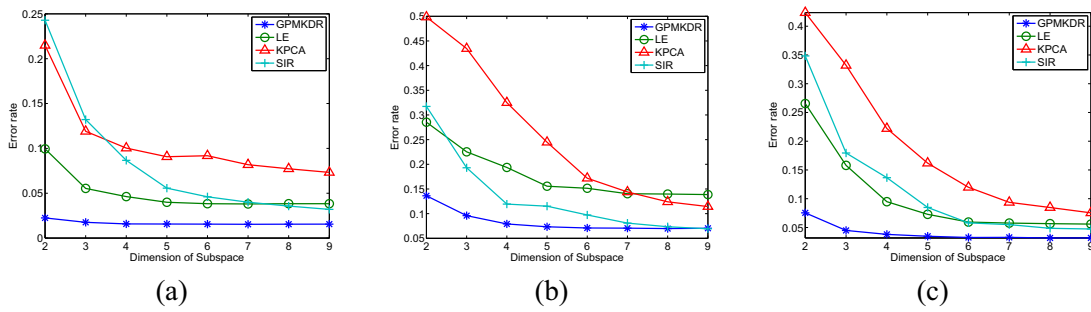 0.25
0.2
0.15
0.1
0.05
0
2 3 4 5 6 7 8 9
Error rate
Dimension of Subspace
GPMKDR
LE
KPCA
SIR
(a)
0.5
0.45
0.4
0.35
0.3
0.25
0.2
0.15
0.1
0.05
2 3 4 5 6 7 8 9
Error rate
Dimension of Subspace
GPMKDR
LE
KPCA
SIR
(b)
0.4
0.35
0.3
0.25
0.2
0.15
0.1
0.05
2 3 4 5 6 7 8 9
Error rate
Dimension of Subspace
GPMKDR
LE
KPCA
SIR
(c)